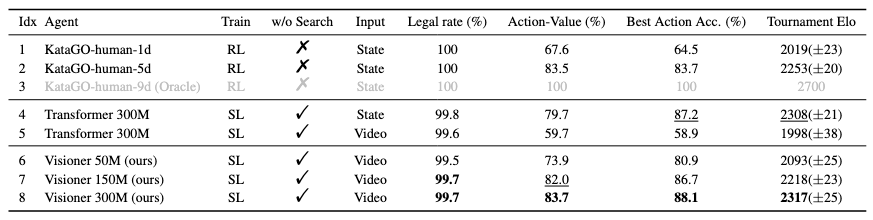 Idx Agent Train w/o Search Input Legal rate (%) Action-Value (%) Best Action Acc. (%) Tournament Elo
1 KataGO-human-1d RL ✗ State 100 67.6 64.5 2019(±23)
2 KataGO-human-5d RL ✗ State 100 83.5 83.7 2253(±20)
3 KataGO-human-9d (Oracle) RL ✗ State 100 100 100 2700
4 Transformer 300M SL ✓ State 99.8 79.7 87.2 2308(±21)
5 Transformer 300M SL ✓ Video 99.6 59.7 58.9 1998(±38)
6 Visioner 50M (ours) SL ✓ Video 99.5 73.9 80.9 2093(±25)
7 Visioner 150M (ours) SL ✓ Video 99.7 82.0 86.7 2218(±23)
8 Visioner 300M (ours) SL ✓ Video 99.7 83.7 88.1 2317(±25)